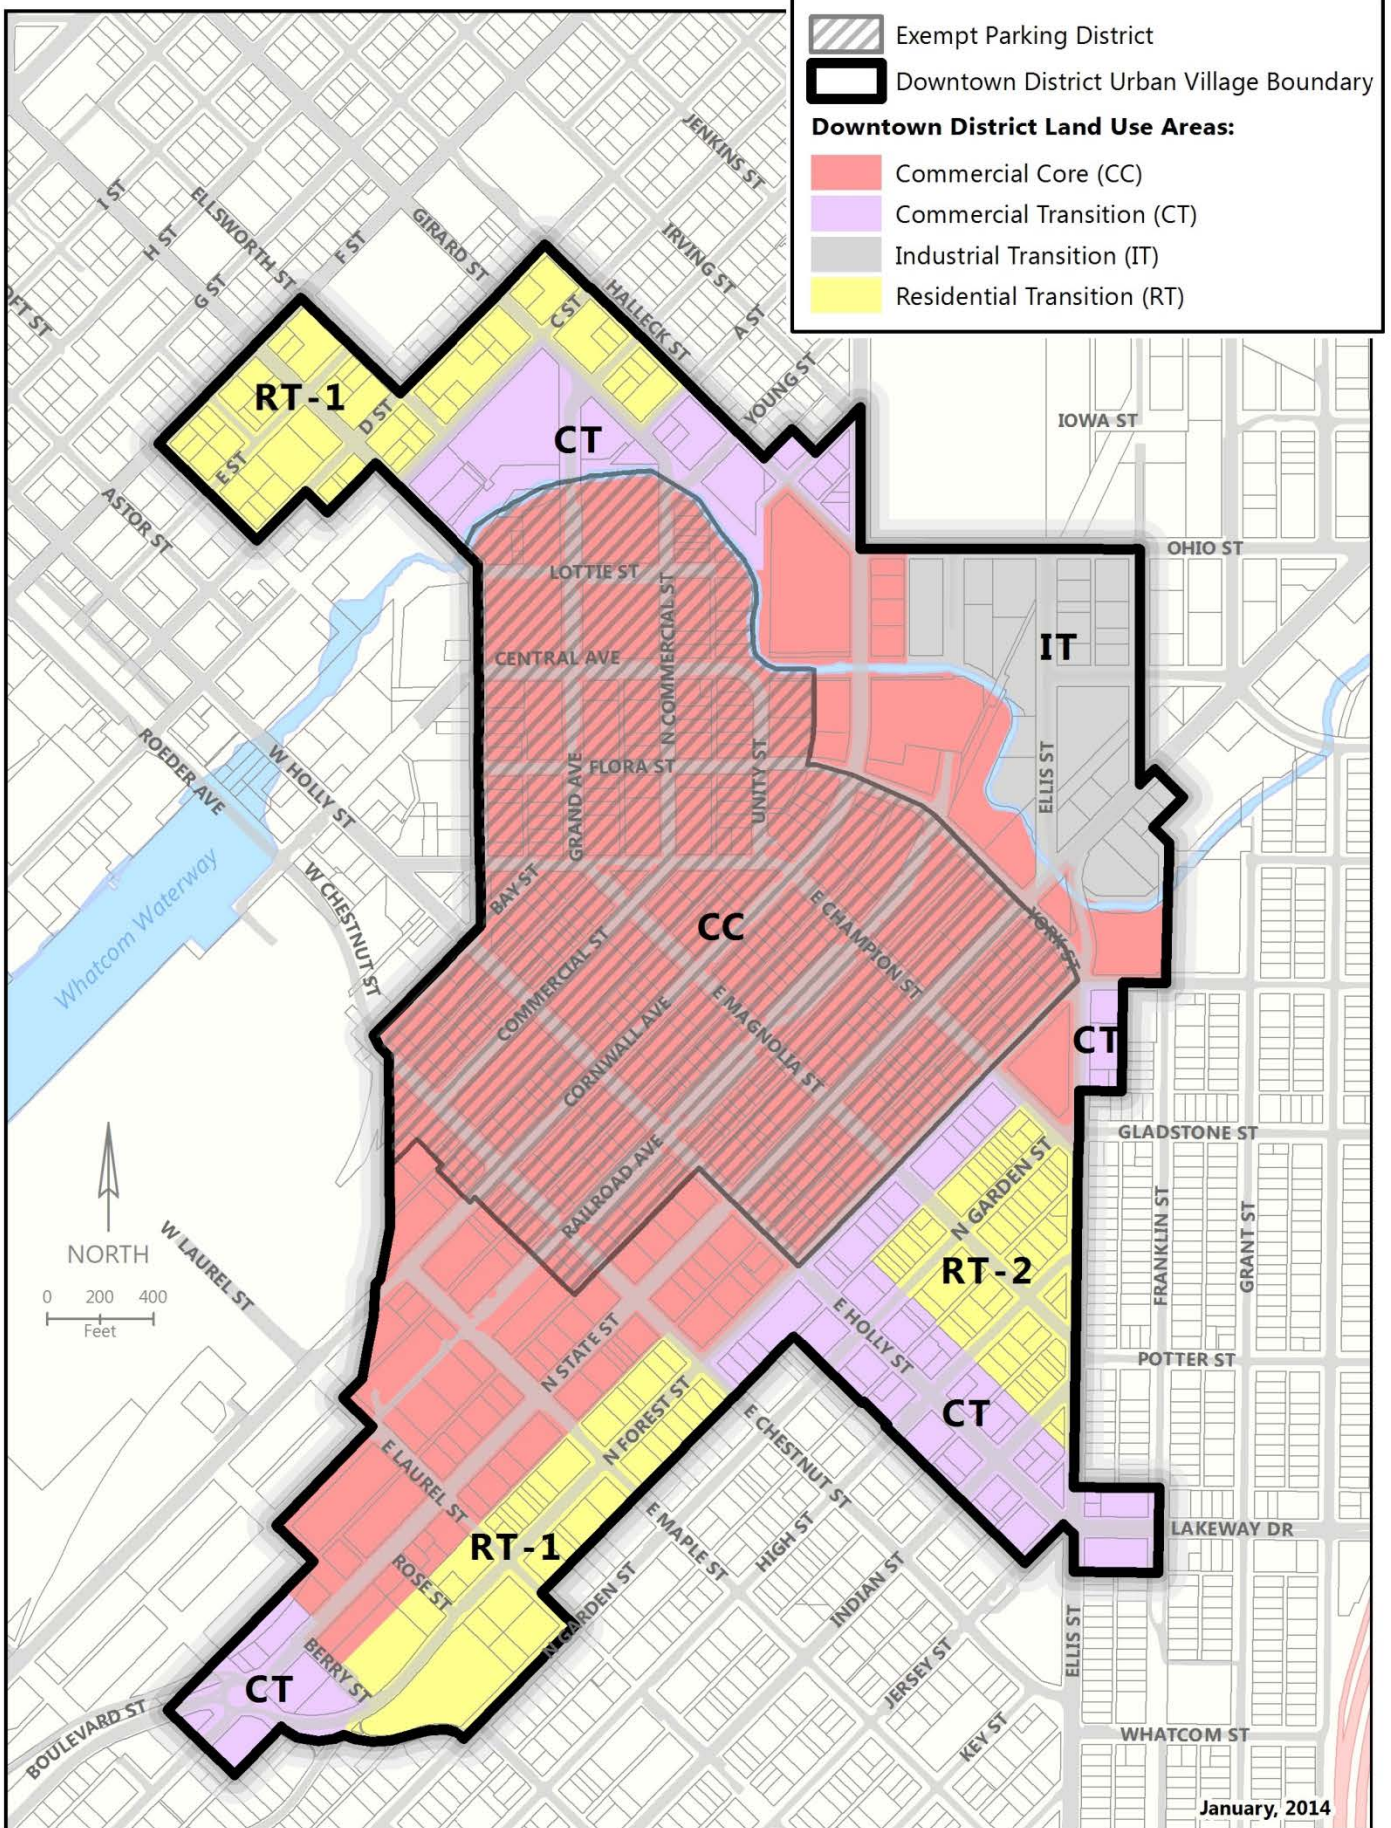 Exempt Parking District
Downtown District Urban Village Boundary
Downtown District Land Use Areas:
Commercial Core (CC)
Commercial Transition (CT)
Industrial Transition (IT)
Residential Transition (RT)
JENKINS ST
I ST
ELLSWORTH ST
GIRARD ST
IRVING ST
H ST
F ST
G ST
C ST
HALLECK ST
A ST
YOUNG ST
RT-1
D ST
CT
IOWA ST
E ST
ASTOR ST
OHIO ST
LOTTIE ST
N COMMERCIAL ST
IT
CENTRAL AVE
ROEDER AVE
W HOLLY ST
FLORA ST
GRAND AVE
UNITY ST
ELLIS ST
Whatcom Waterway
W CHESTNUT ST
BAY ST
CC
E CHAMPION ST
YORK ST
COMMERCIAL ST
CORNWALL AVE
E MAGNOLIA ST
CT
GLADSTONE ST
RAILROAD AVE
N GARDEN ST
FRANKLIN ST
GRANT ST
NORTH
W LAUREL ST
RT-2
0 200 400
Feet
N STATE ST
E HOLLY ST
POTTER ST
N FOREST ST
E CHESTNUT ST
CT
E LAUREL ST
RT-1
E MAPLE ST
HIGH ST
LAKEWAY DR
ROSE ST
N GARDEN ST
INDIAN ST
ELLIS ST
BERRY ST
CT
JERSEY ST
BOULEVARD ST
KEY ST
WHATCOM ST
January, 2014